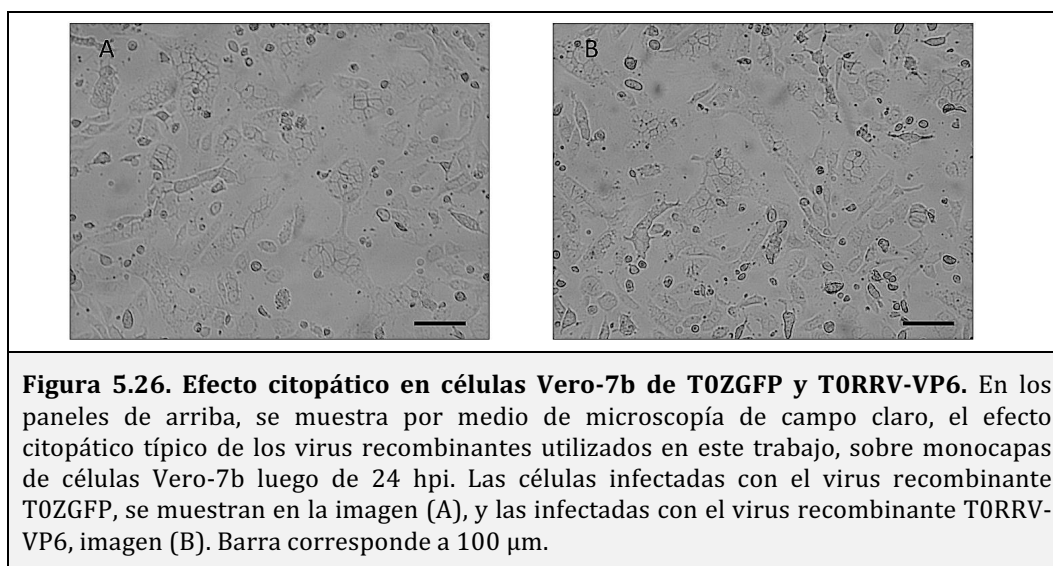 A
B
Figura 5.26. Efecto citopático en células Vero-7b de T0ZGFP y T0RRV-VP6. En los
paneles de arriba, se muestra por medio de microscopía de campo claro, el efecto
citopático típico de los virus recombinantes utilizados en este trabajo, sobre monocapas
de células Vero-7b luego de 24 hpi. Las células infectadas con el virus recombinante
T0ZGFP, se muestran en la imagen (A), y las infectadas con el virus recombinante T0RRV-
VP6, imagen (B). Barra corresponde a 100 μm.